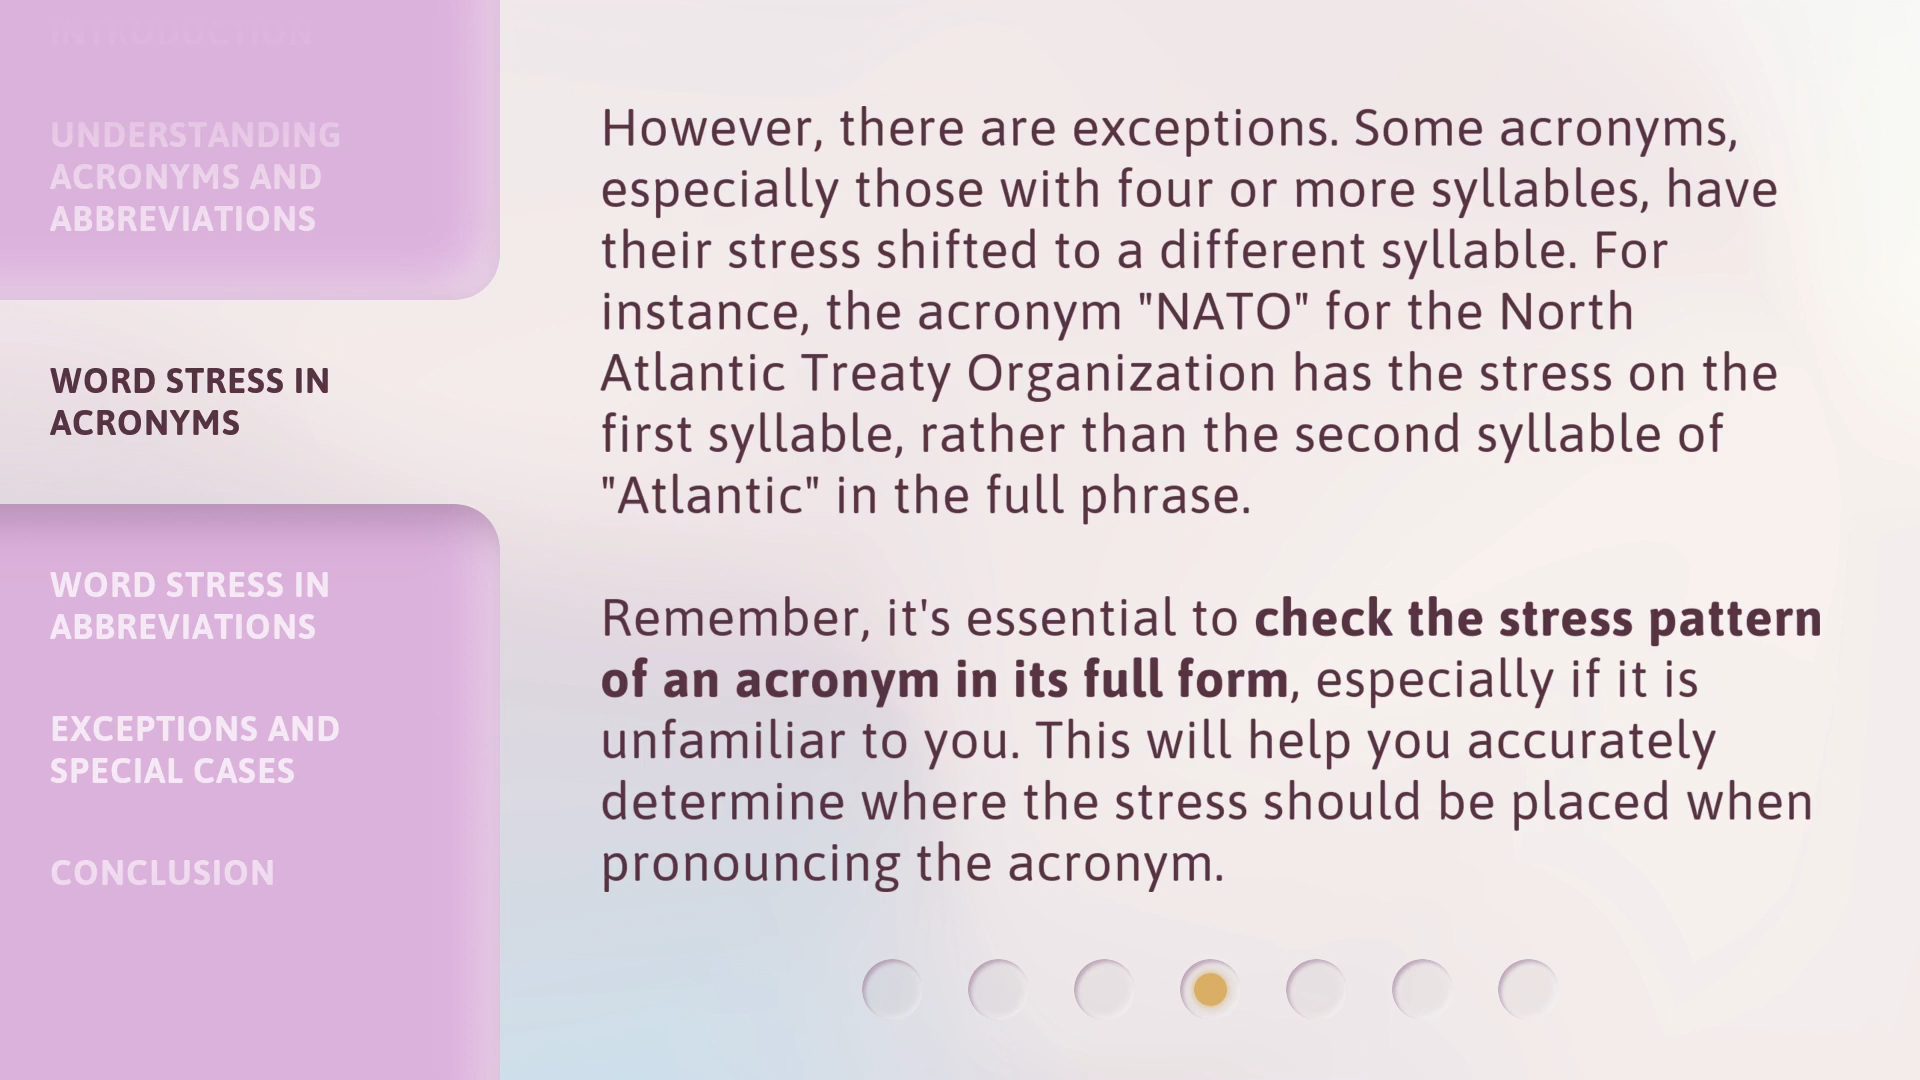 INTRODUCTION
UNDERSTANDING
ACRONYMS AND
ABBREVIATIONS
WORD STRESS IN
ACRONYMS
WORD STRESS IN
ABBREVIATIONS
EXCEPTIONS AND
SPECIAL CASES
CONCLUSION
However, there are exceptions. Some acronyms,
especially those with four or more syllables, have
their stress shifted to a different syllable. For
instance, the acronym "NATO" for the North
Atlantic Treaty Organization has the stress on the
first syllable, rather than the second syllable of
"Atlantic" in the full phrase.
Remember, it's essential to check the stress pattern
of an acronym in its full form, especially if it is
unfamiliar to you. This will help you accurately
determine where the stress should be placed when
pronouncing the acronym.